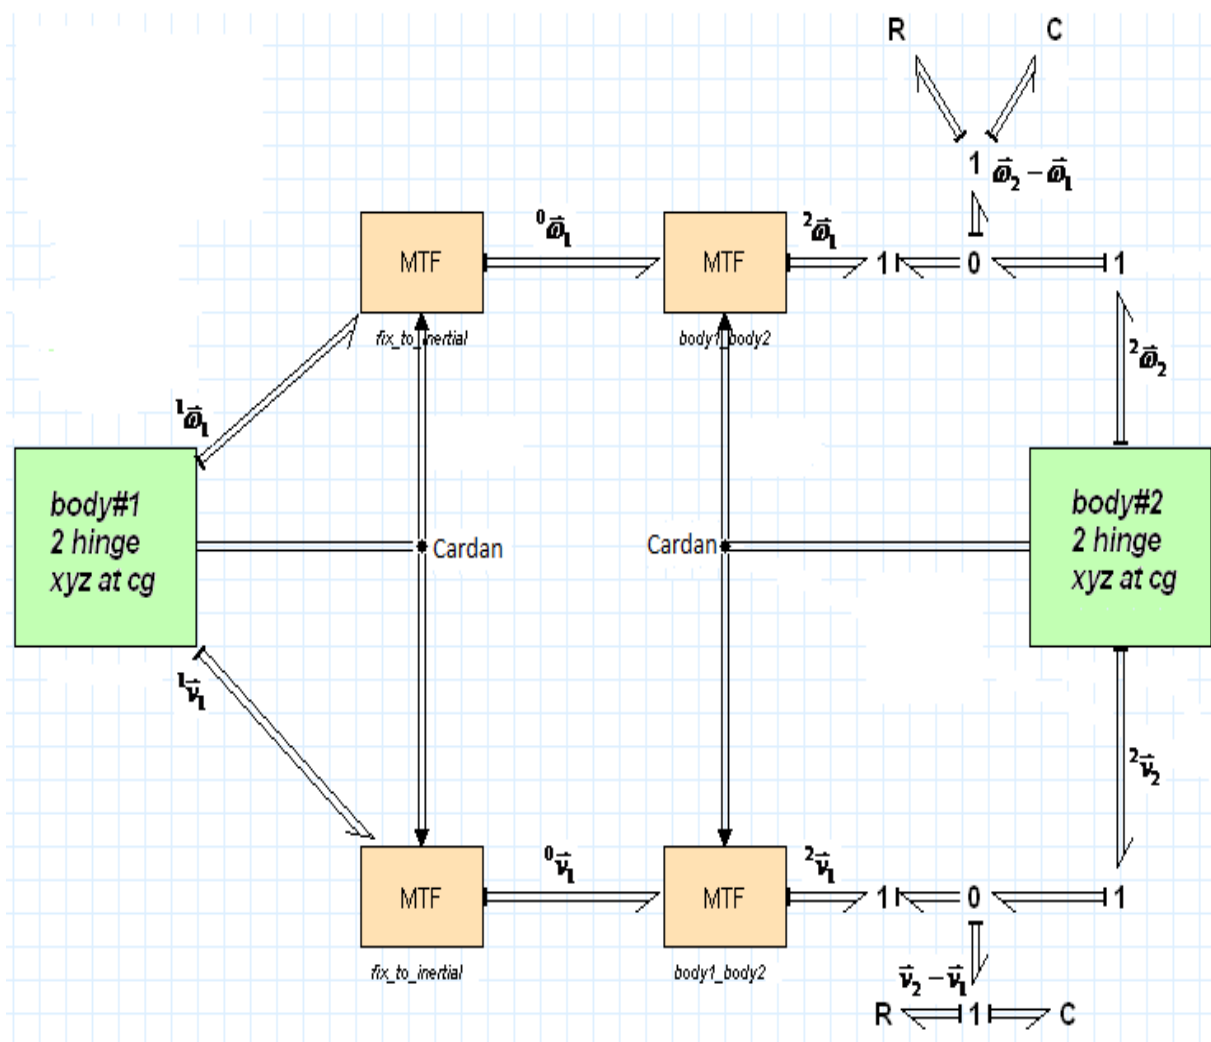 R C
1 ω⃗₂ − ω⃗₁
⁰ω⃗₁ ²ω⃗₁
MTF MTF 1 0 1
fix_to_inertial body1_body2
²ω⃗₂
¹ω⃗₁
body#1
2 hinge
xyz at cg
Cardan Cardan
body#2
2 hinge
xyz at cg
¹v⃗₁
²v⃗₂
⁰v⃗₁ ²v⃗₁
MTF MTF 1 0 1
fix_to_inertial body1_body2
v⃗₂ − v⃗₁
R 1 C